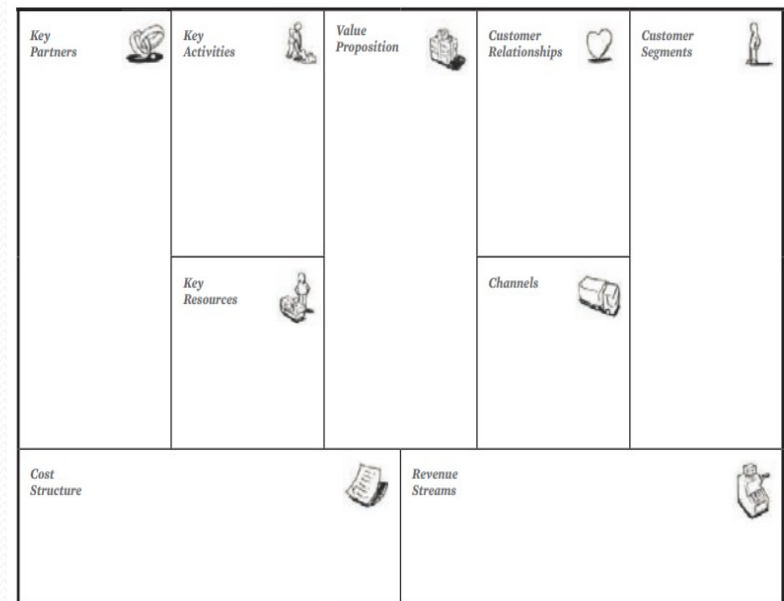 Key
Partners
Key
Activities
Value
Proposition
Customer
Relationships
Customer
Segments
Key
Resources
Channels
Cost
Structure
Revenue
Streams